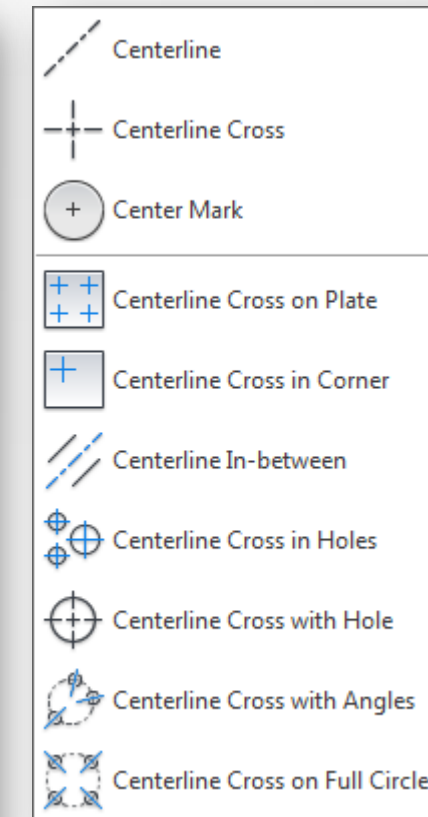 Centerline
Centerline Cross
Center Mark
Centerline Cross on Plate
Centerline Cross in Corner
Centerline In-between
Centerline Cross in Holes
Centerline Cross with Hole
Centerline Cross with Angles
Centerline Cross on Full Circle